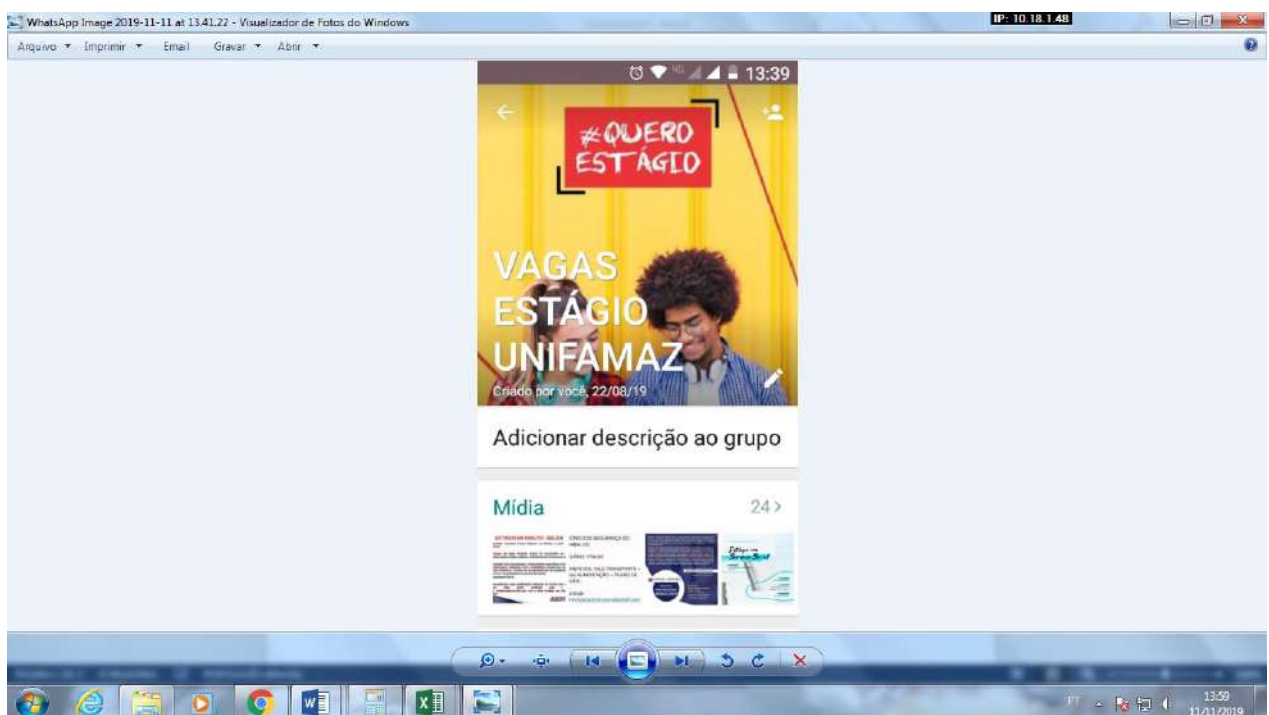 WhatsApp Image 2019-11-11 at 13.41.22 - Visualizador de Fotos do Windows
IP: 10.18.1.48
Arquivo Imprimir Email Gravar Abrir
4G 13:39
#QUERO
ESTÁGIO
VAGAS
ESTÁGIO
UNIFAMAZ
Criado por você, 22/08/19
Adicionar descrição ao grupo
Mídia 24 >
PT 13:59
11/11/2019